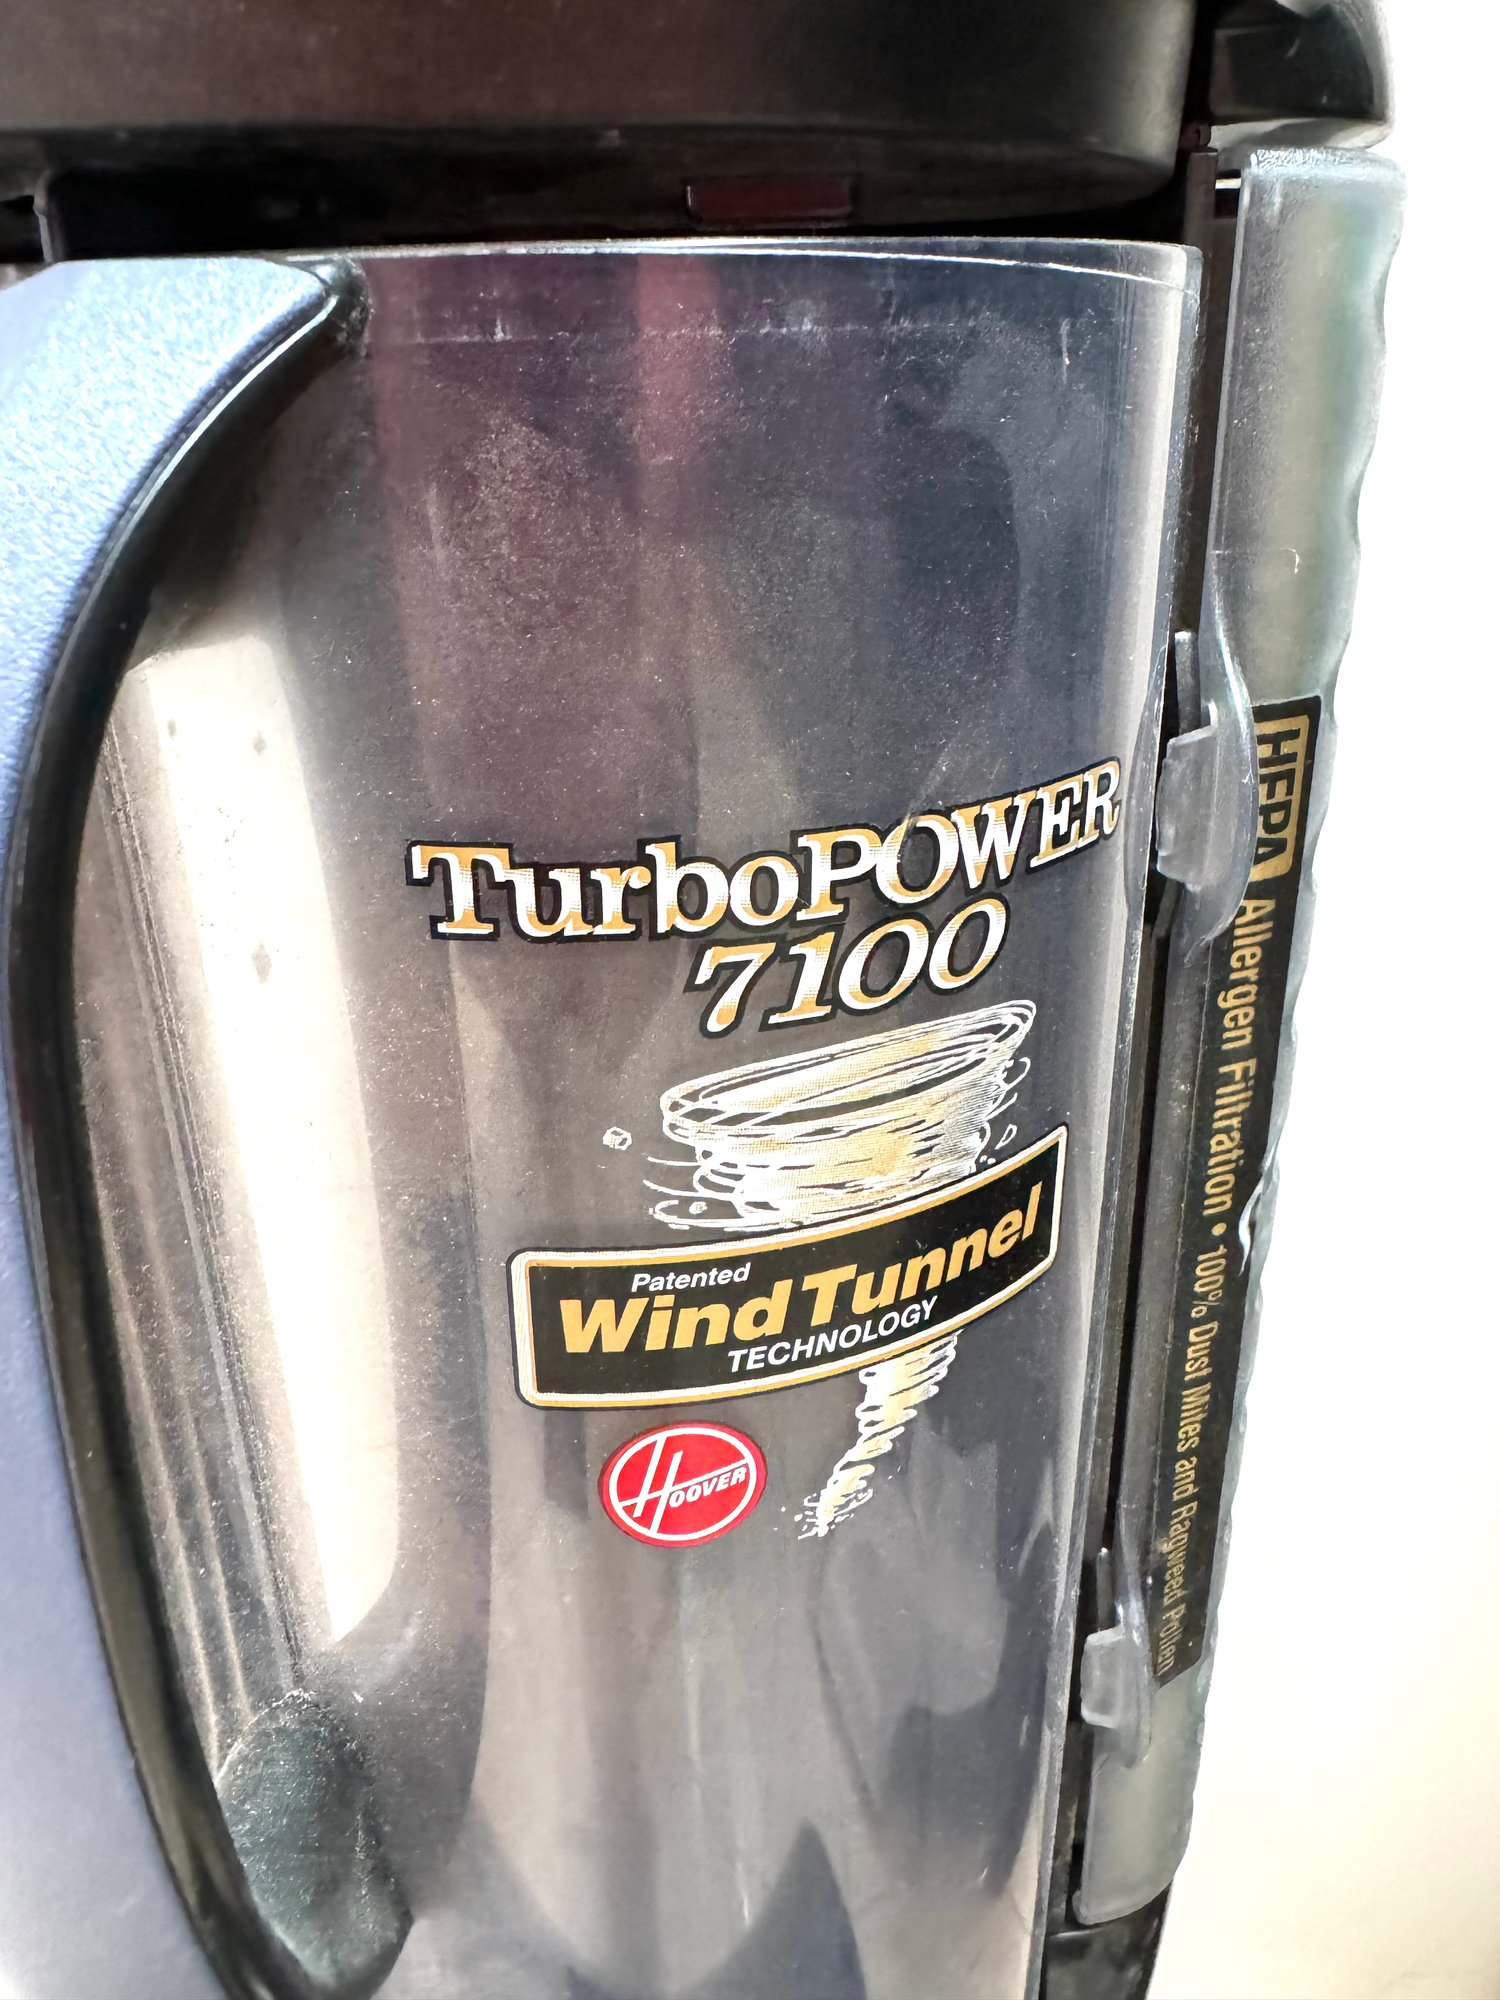 TurboPOWER
7100
Patented
WindTunnel
TECHNOLOGY
HOOVER
HEPA Allergen Filtration • 100% Dust Mites and Ragweed Pollen